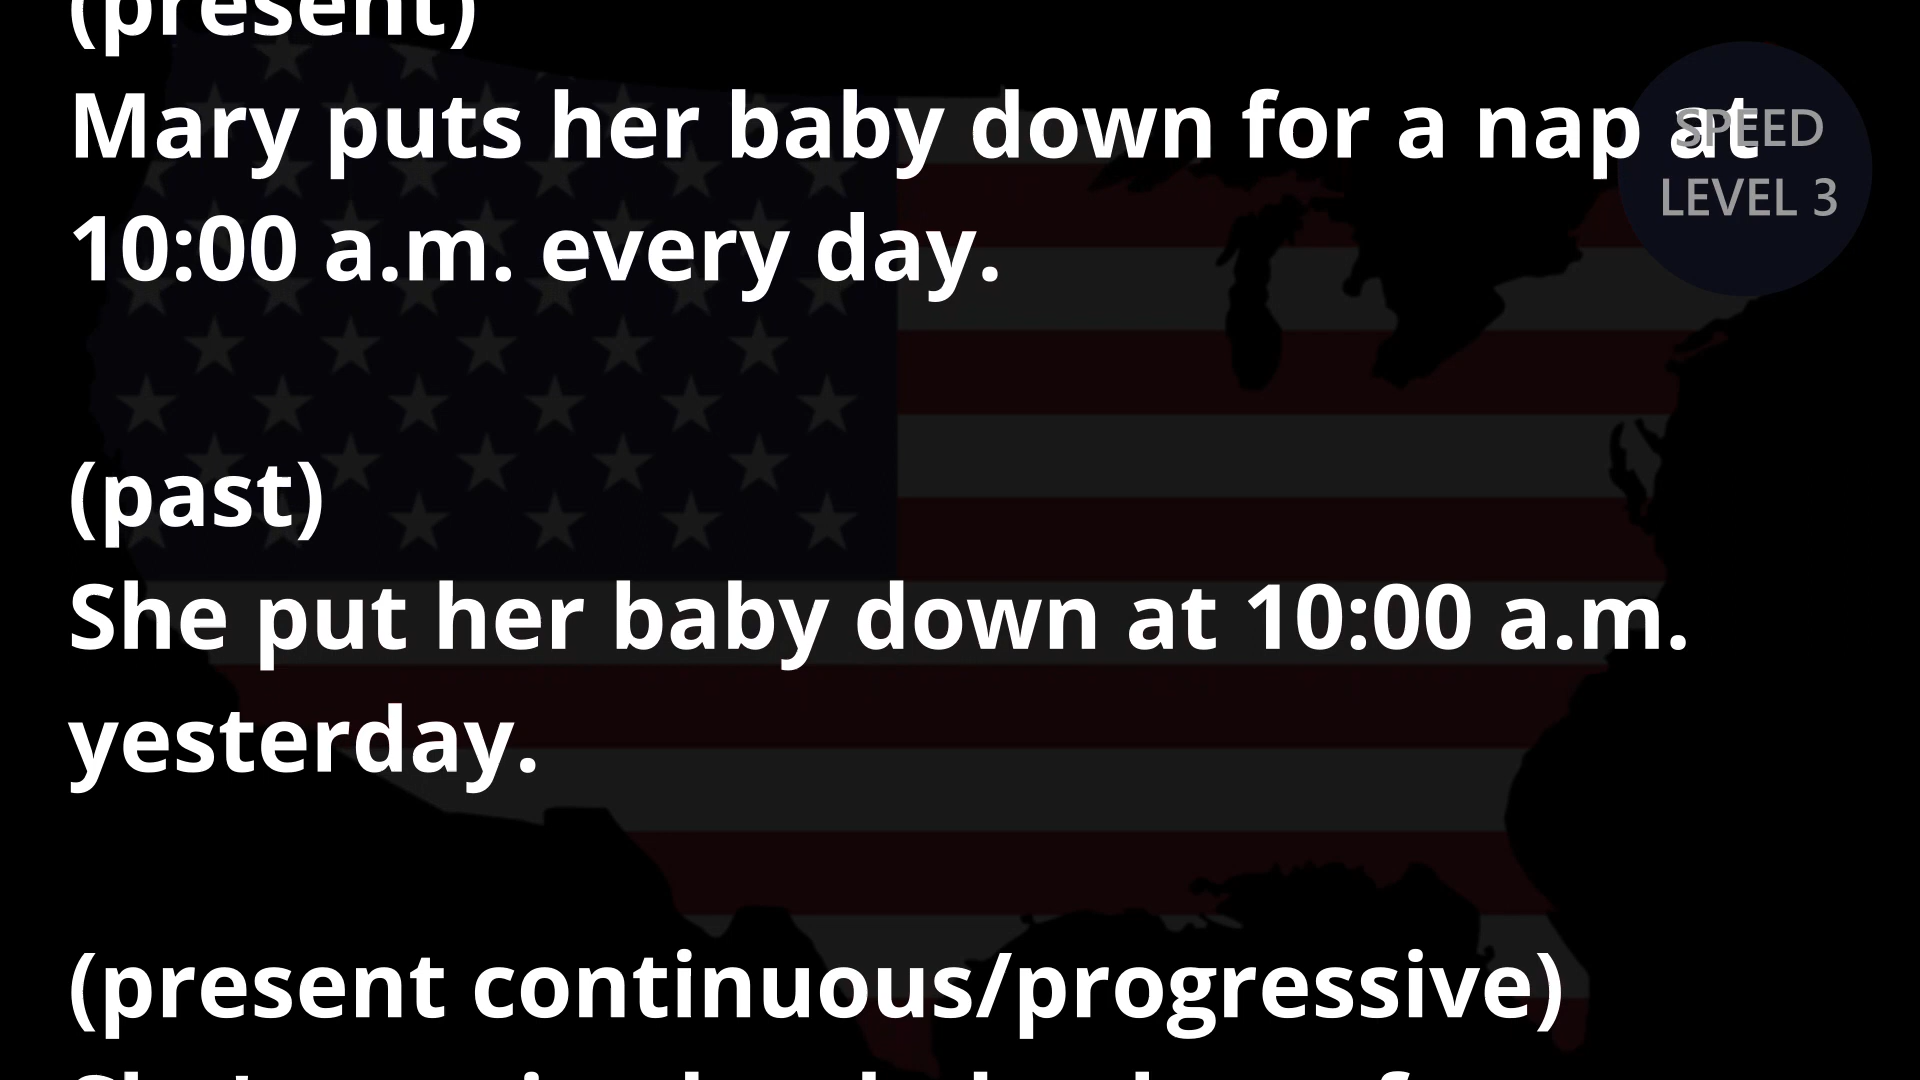 (present)
Mary puts her baby down for a nap at
SPEED
LEVEL 3
10:00 a.m. every day.
(past)
She put her baby down at 10:00 a.m.
yesterday.
(present continuous/progressive)